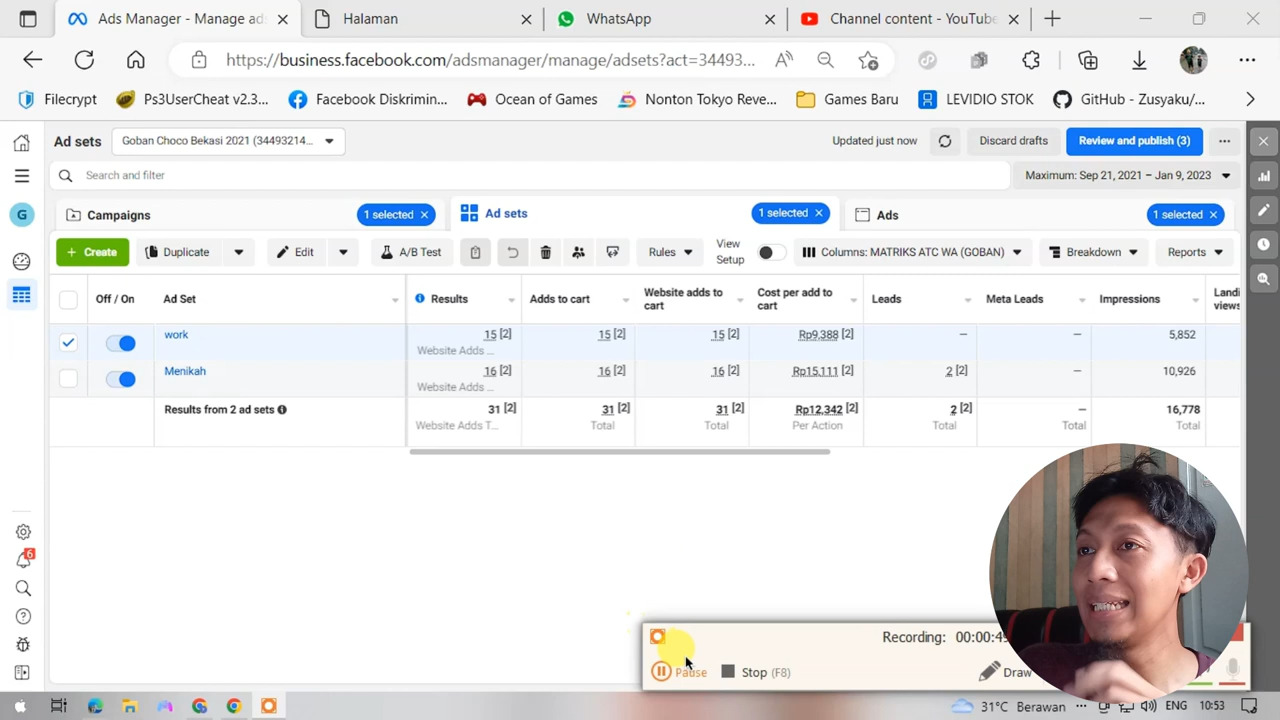 Ads Manager - Manage ads
Halaman
WhatsApp
Channel content - YouTube
https://business.facebook.com/adsmanager/manage/adsets?act=34493...
Filecrypt
Ps3UserCheat v2.3...
Facebook Diskrimin...
Ocean of Games
Nonton Tokyo Reve...
Games Baru
LEVIDIO STOK
GitHub - Zusyaku/...
Ad sets
Goban Choco Bekasi 2021 (34493214...
Updated just now
Discard drafts
Review and publish (3)
Search and filter
Maximum: Sep 21, 2021 – Jan 9, 2023
G
Campaigns
1 selected
Ad sets
1 selected
Ads
1 selected
Create
Duplicate
Edit
A/B Test
Rules
View Setup
Columns: MATRIKS ATC WA (GOBAN)
Breakdown
Reports
Off / On
Ad Set
Results
Adds to cart
Website adds to cart
Cost per add to cart
Leads
Meta Leads
Impressions
Landi
views
work
15 [2]
Website Adds ...
15 [2]
15 [2]
Rp9,388 [2]
—
—
5,852
Menikah
16 [2]
Website Adds ...
16 [2]
16 [2]
Rp15,111 [2]
2 [2]
—
10,926
Results from 2 ad sets
31 [2]
Website Adds T...
31 [2]
Total
31 [2]
Total
Rp12,342 [2]
Per Action
2 [2]
Total
—
Total
16,778
Total
6
Recording: 00:00:49
Pause
Stop (F8)
Draw
31°C Berawan
ENG
10:53